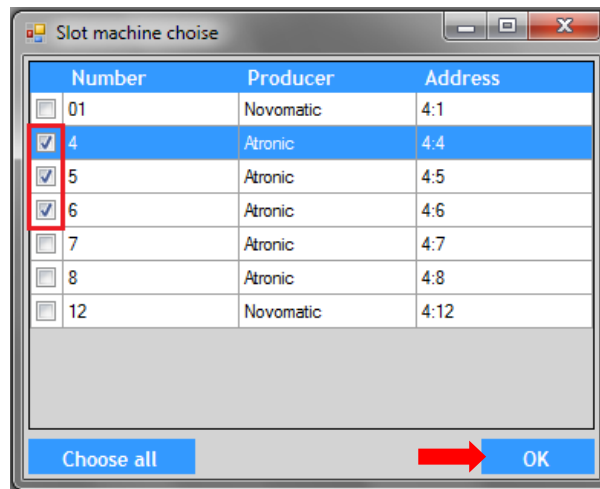 Slot machine choise
Number Producer Address
01 Novomatic 4:1
4 Atronic 4:4
5 Atronic 4:5
6 Atronic 4:6
7 Atronic 4:7
8 Atronic 4:8
12 Novomatic 4:12
Choose all OK